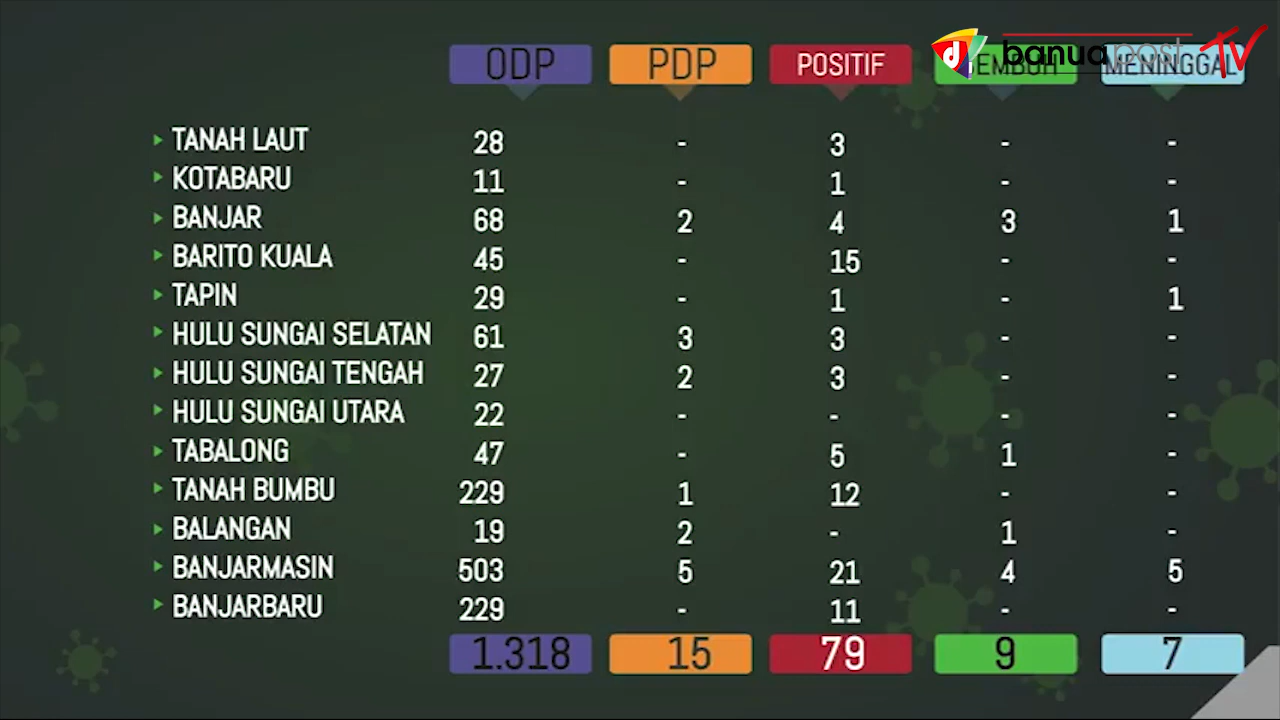 ODP PDP POSITIF SEMBUH MENINGGAL
banua post TV
TANAH LAUT 28 - 3 - -
KOTABARU 11 - 1 - -
BANJAR 68 2 4 3 1
BARITO KUALA 45 - 15 - -
TAPIN 29 - 1 - 1
HULU SUNGAI SELATAN 61 3 3 - -
HULU SUNGAI TENGAH 27 2 3 - -
HULU SUNGAI UTARA 22 - - - -
TABALONG 47 - 5 1 -
TANAH BUMBU 229 1 12 - -
BALANGAN 19 2 - 1 -
BANJARMASIN 503 5 21 4 5
BANJARBARU 229 - 11 - -
1.318 15 79 9 7